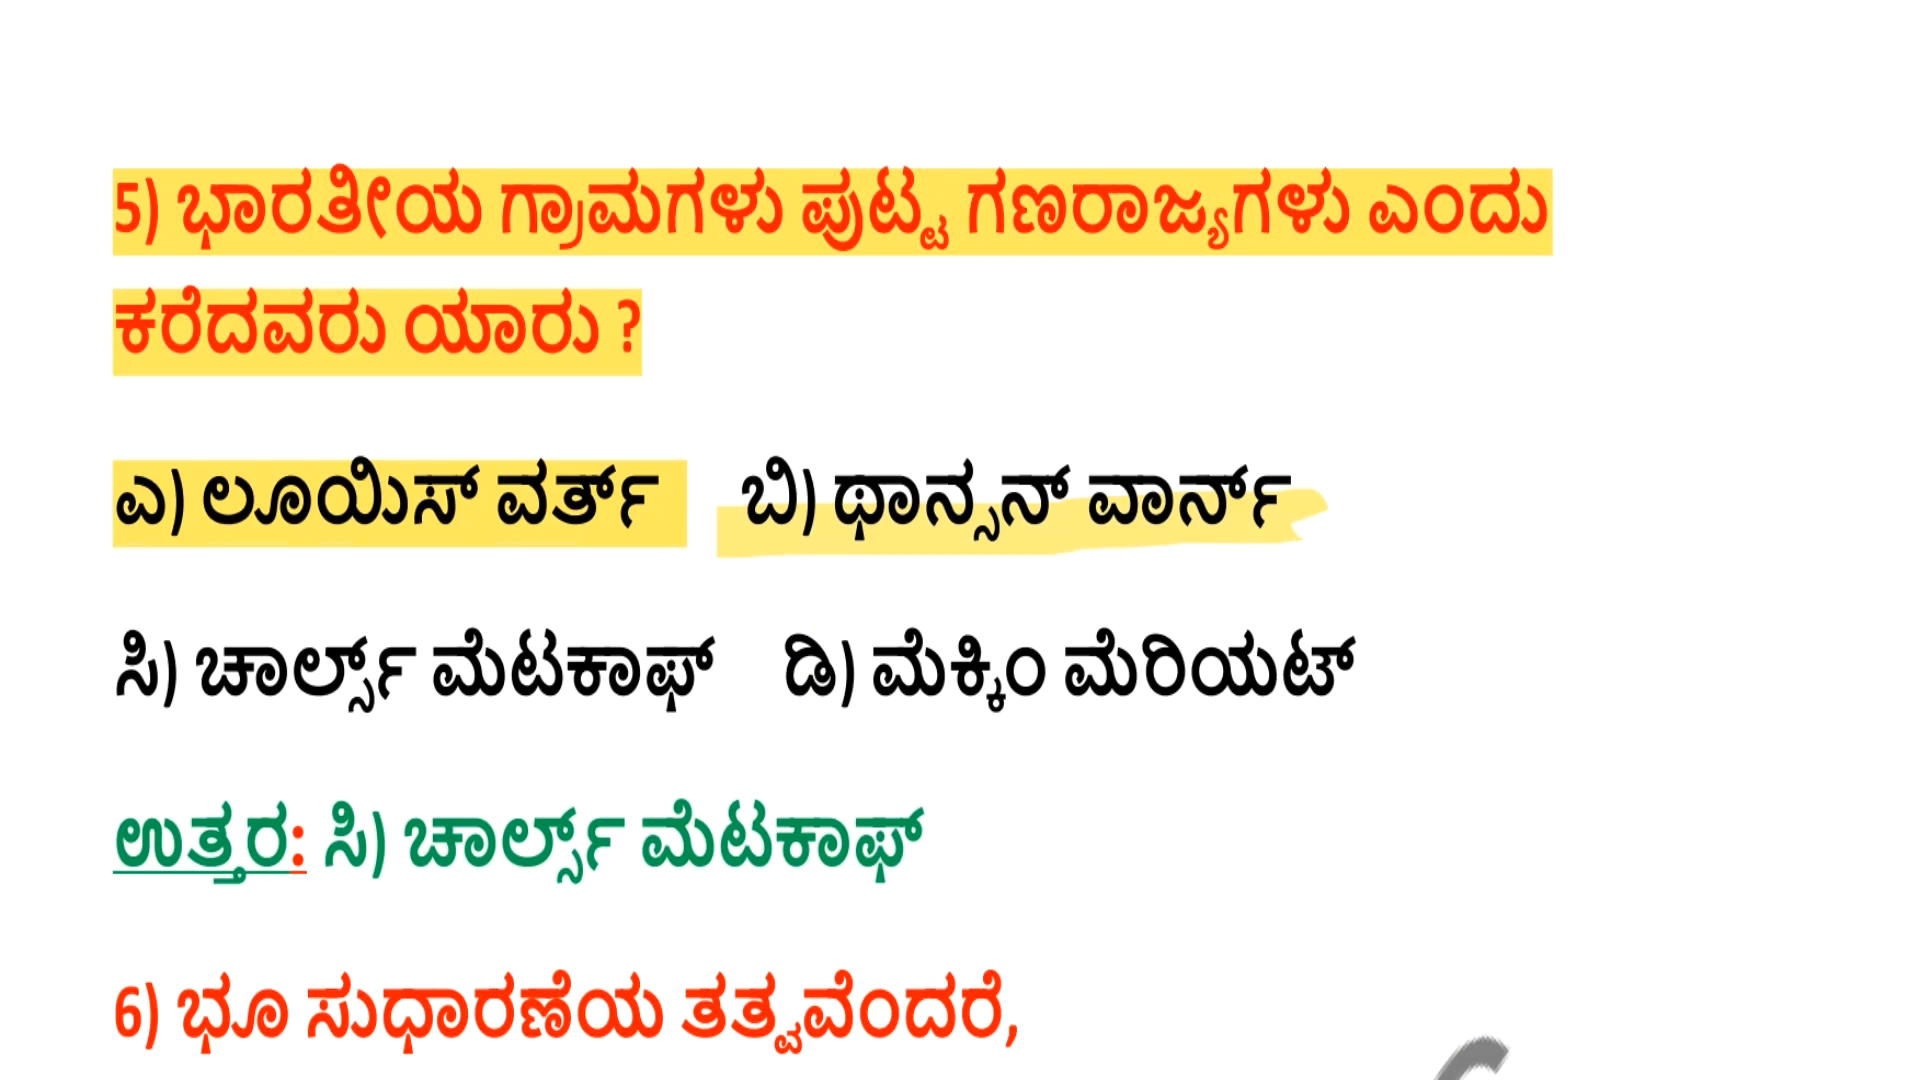 5) ಭಾರತೀಯ ಗ್ರಾಮಗಳು ಪುಟ್ಟ ಗಣರಾಜ್ಯಗಳು ಎಂದು
ಕರೆದವರು ಯಾರು ?
ಎ) ಲೂಯಿಸ್ ವರ್ತ್ ಬಿ) ಥಾನ್ಸನ್ ವಾರ್ನ್
ಸಿ) ಚಾರ್ಲ್ಸ್ ಮೆಟಕಾಫ್ ಡಿ) ಮೆಕ್ಕಿಂ ಮೆರಿಯಟ್
ಉತ್ತರ: ಸಿ) ಚಾರ್ಲ್ಸ್ ಮೆಟಕಾಫ್
6) ಭೂ ಸುಧಾರಣೆಯ ತತ್ವವೆಂದರೆ,